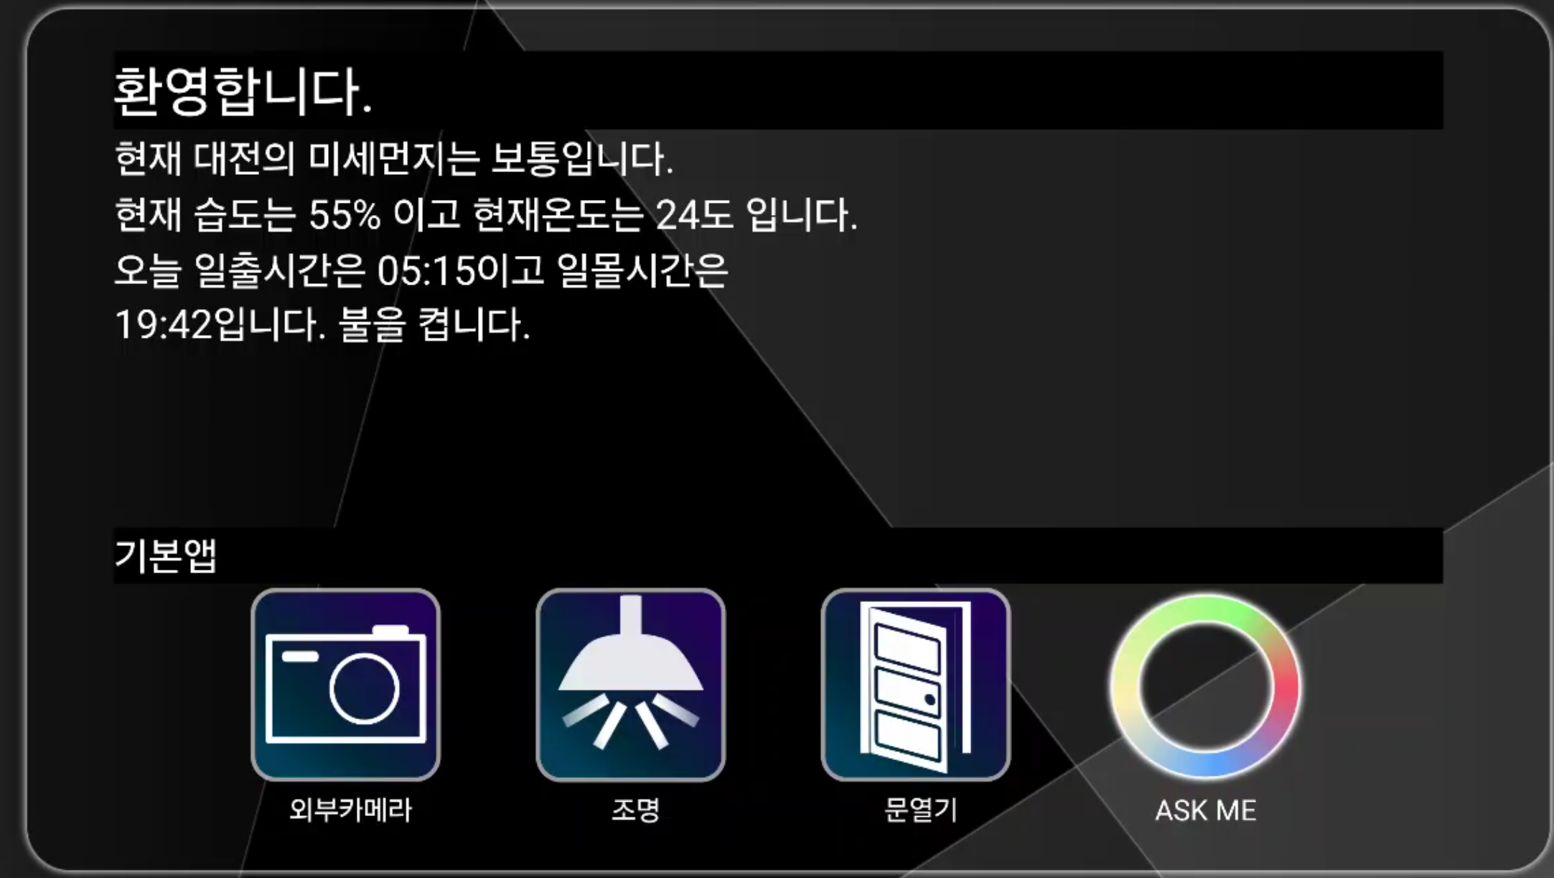 환영합니다.
현재 대전의 미세먼지는 보통입니다.
현재 습도는 55% 이고 현재온도는 24도 입니다.
오늘 일출시간은 05:15이고 일몰시간은
19:42입니다. 불을 켭니다.
기본앱
외부카메라
조명
문열기
ASK ME